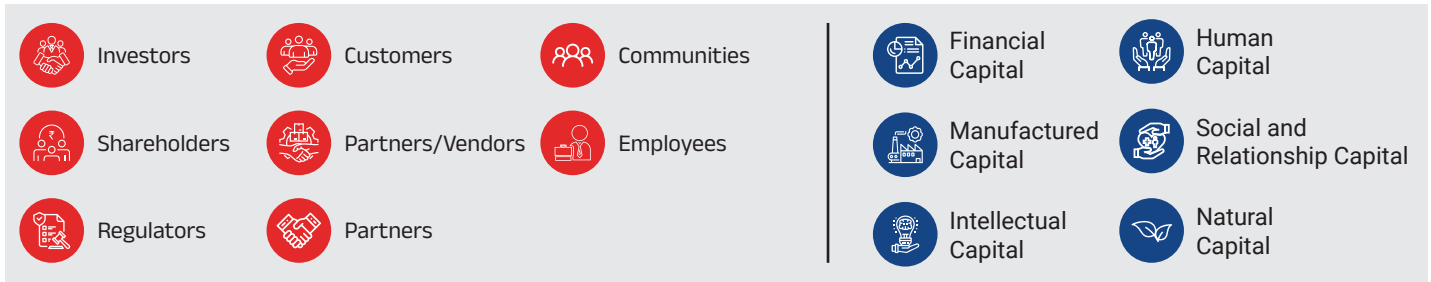 Investors
Customers
Communities
Shareholders
Partners/Vendors
Employees
Regulators
Partners
Financial
Capital
Human
Capital
Manufactured
Capital
Social and
Relationship Capital
Intellectual
Capital
Natural
Capital